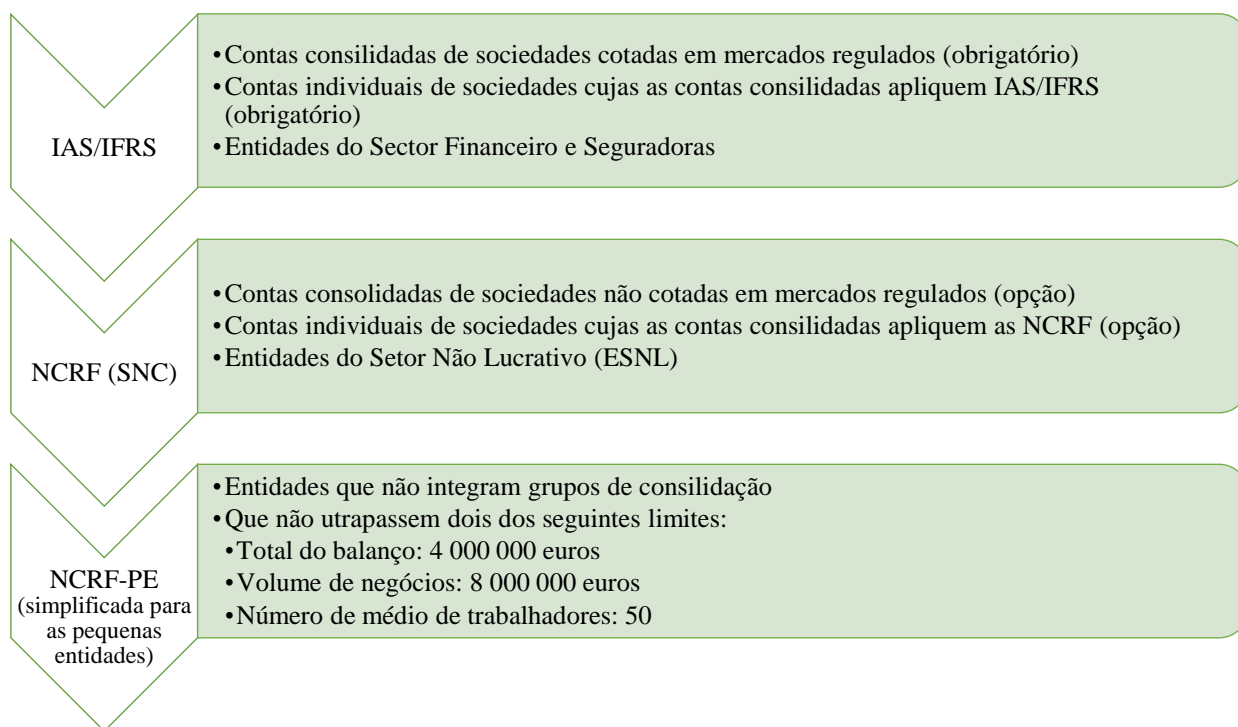 IAS/IFRS
•Contas consilidadas de sociedades cotadas em mercados regulados (obrigatório)
•Contas individuais de sociedades cujas as contas consilidadas apliquem IAS/IFRS
(obrigatório)
•Entidades do Sector Financeiro e Seguradoras
NCRF (SNC)
•Contas consolidadas de sociedades não cotadas em mercados regulados (opção)
•Contas individuais de sociedades cujas as contas consilidadas apliquem as NCRF (opção)
•Entidades do Setor Não Lucrativo (ESNL)
NCRF-PE
(simplificada para
as pequenas
entidades)
•Entidades que não integram grupos de consilidação
•Que não utrapassem dois dos seguintes limites:
•Total do balanço: 4 000 000 euros
•Volume de negócios: 8 000 000 euros
•Número de médio de trabalhadores: 50